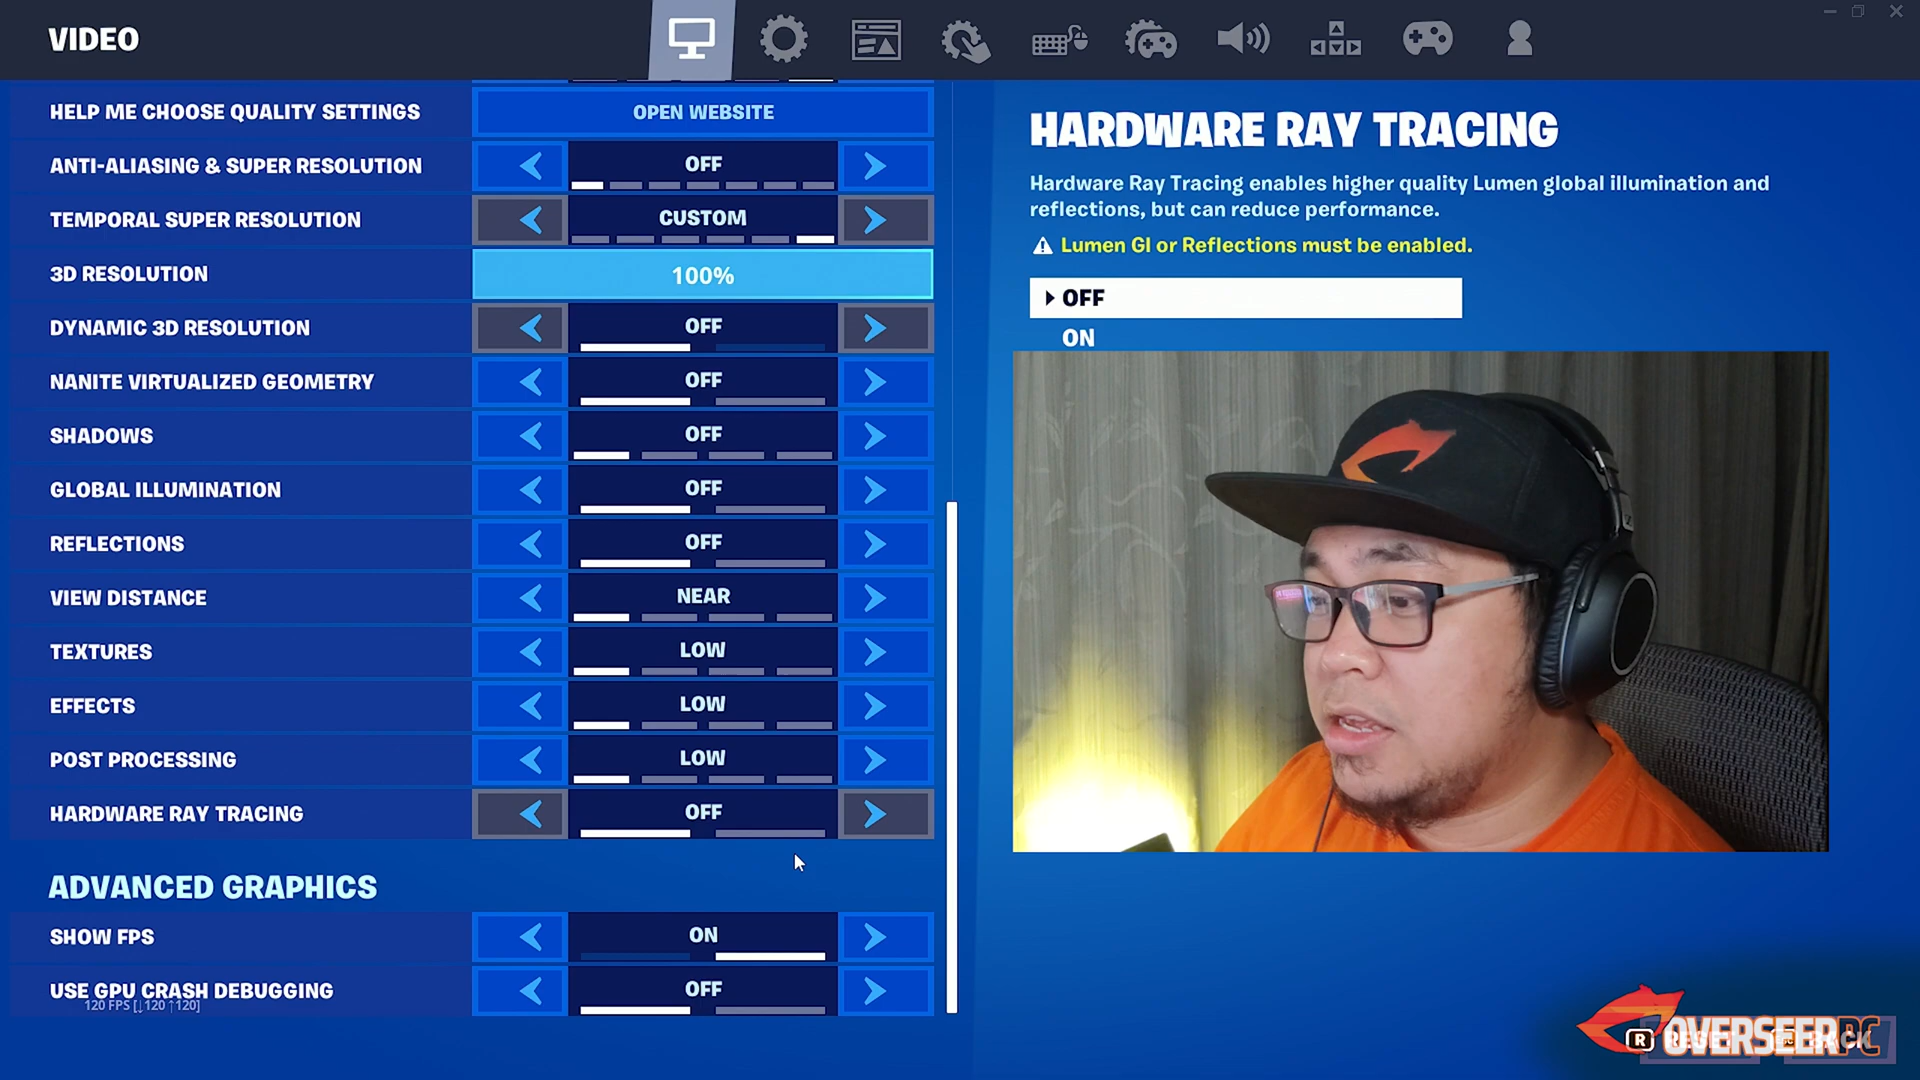 VIDEO
HELP ME CHOOSE QUALITY SETTINGS
OPEN WEBSITE
ANTI-ALIASING & SUPER RESOLUTION
OFF
TEMPORAL SUPER RESOLUTION
CUSTOM
3D RESOLUTION
100%
DYNAMIC 3D RESOLUTION
OFF
NANITE VIRTUALIZED GEOMETRY
OFF
SHADOWS
OFF
GLOBAL ILLUMINATION
OFF
REFLECTIONS
OFF
VIEW DISTANCE
NEAR
TEXTURES
LOW
EFFECTS
LOW
POST PROCESSING
LOW
HARDWARE RAY TRACING
OFF
ADVANCED GRAPHICS
SHOW FPS
ON
USE GPU CRASH DEBUGGING
OFF
120 FPS [↓120 ↑120]
HARDWARE RAY TRACING
Hardware Ray Tracing enables higher quality Lumen global illumination and
reflections, but can reduce performance.
Lumen GI or Reflections must be enabled.
OFF
ON
R
OVERSEERPC